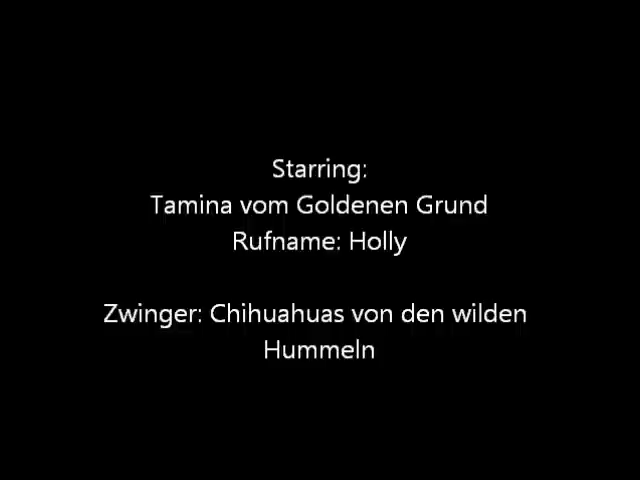 Starring:
Tamina vom Goldenen Grund
Rufname: Holly
Zwinger: Chihuahuas von den wilden
Hummeln